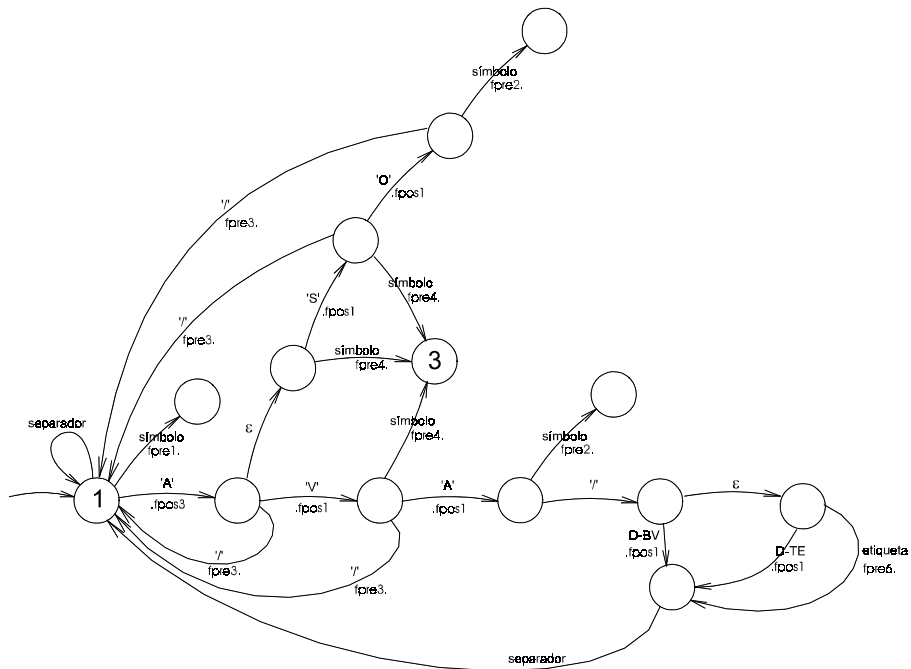 símbolo
fpre2.
'O'
.fpos1
'/'
fpre3.
símbolo
fpre4.
'S'
.fpos1
'/'
fpre3.
símbolo
fpre4.
3
separador
símbolo
fpre1.
ε
símbolo
fpre4.
símbolo
fpre2.
1
'A'
.fpos3
'V'
.fpos1
'A'
.fpos1
'/'
ε
D-BV
.fpos1
D-TE
.fpos1
etiqueta
fpre6.
'/'
fpre3.
'/'
fpre3.
separador